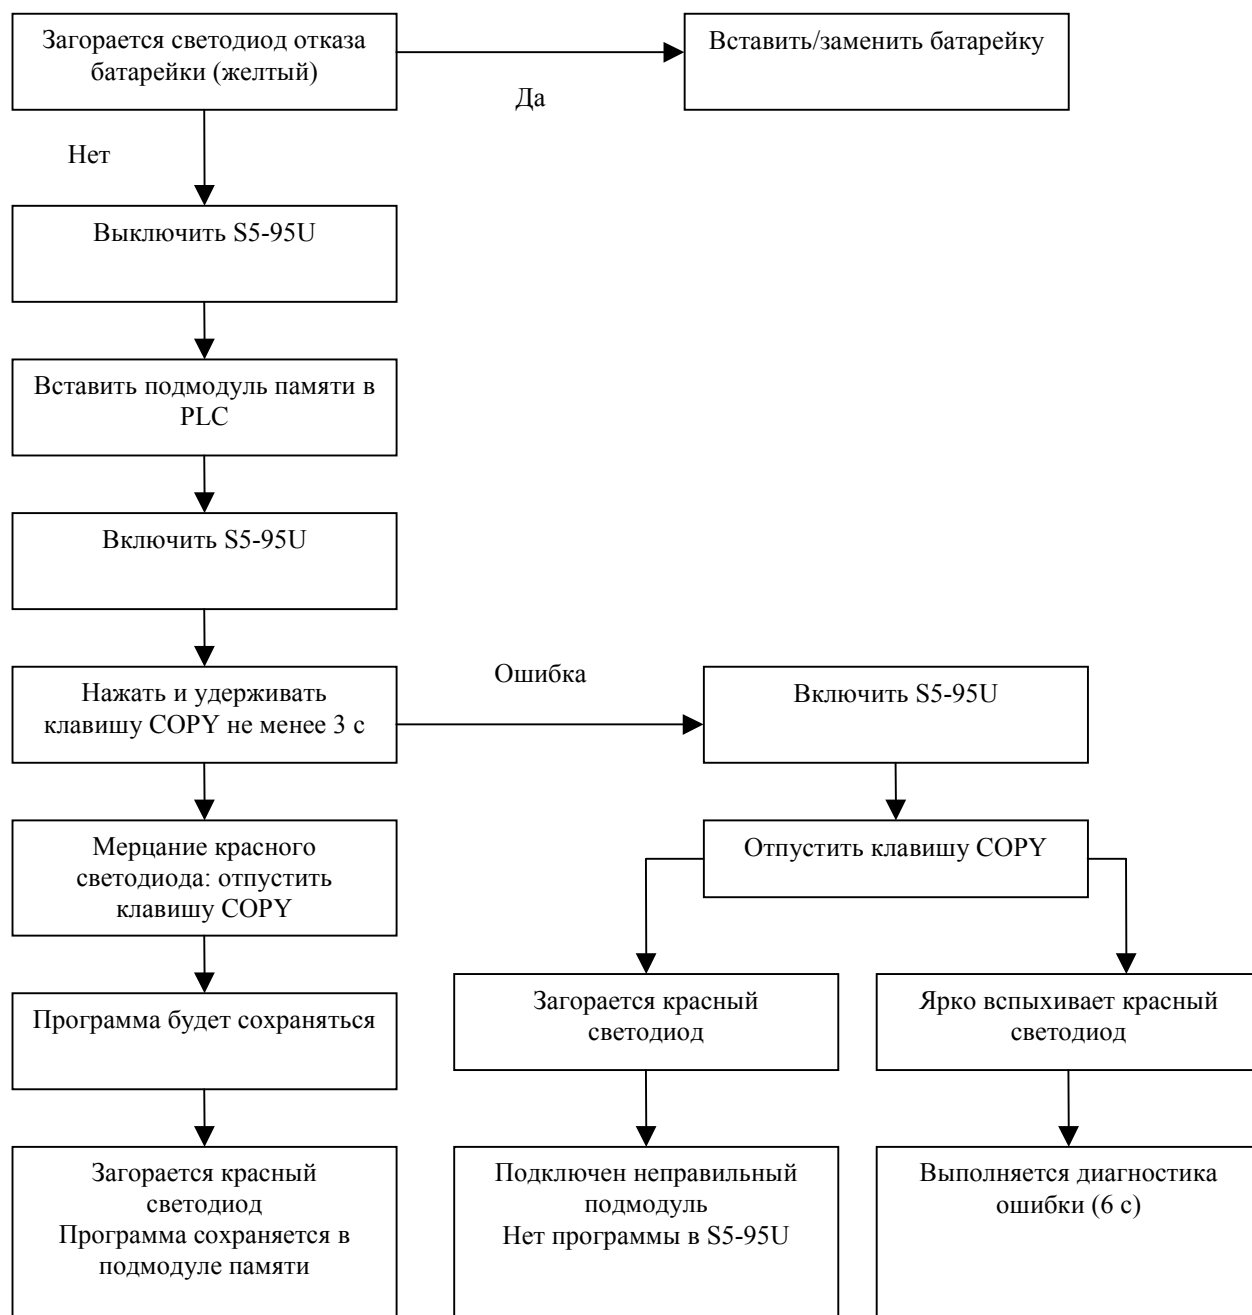 Загорается светодиод отказа
батарейки (желтый)
Вставить/заменить батарейку
Да
Нет
Выключить S5-95U
Вставить подмодуль памяти в
PLC
Включить S5-95U
Нажать и удерживать
клавишу COPY не менее 3 с
Ошибка
Включить S5-95U
Мерцание красного
светодиода: отпустить
клавишу COPY
Отпустить клавишу COPY
Программа будет сохраняться
Загорается красный
светодиод
Ярко вспыхивает красный
светодиод
Загорается красный
светодиод
Программа сохраняется в
подмодуле памяти
Подключен неправильный
подмодуль
Нет программы в S5-95U
Выполняется диагностика
ошибки (6 с)